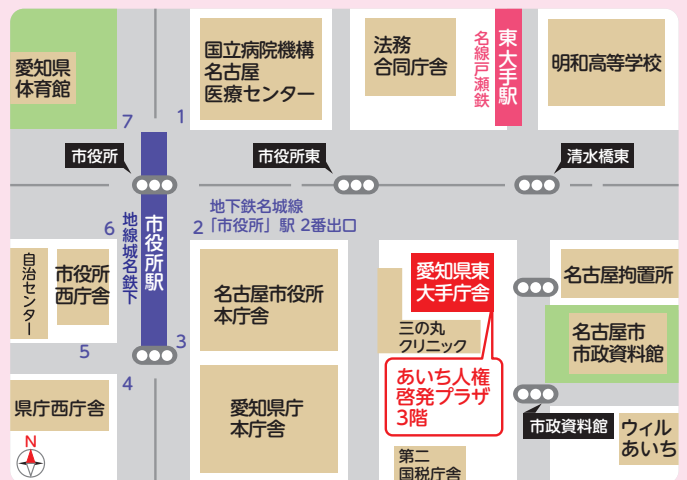 愛知県
体育館
国立病院機構
名古屋
医療センター
法務
合同庁舎
東大手駅
名鉄瀬戸線
明和高等学校
7
1
市役所
市役所東
清水橋東
地下鉄名城線
「市役所」駅 2番出口
6
2
地下鉄名城線
市役所駅
自治センター
市役所
西庁舎
名古屋市役所
本庁舎
愛知県東
大手庁舎
名古屋拘置所
三の丸
クリニック
名古屋市
市政資料館
3
5
4
あいち人権
啓発プラザ
3階
県庁西庁舎
愛知県庁
本庁舎
市政資料館
ウィル
あいち
第二
国税庁舎
N